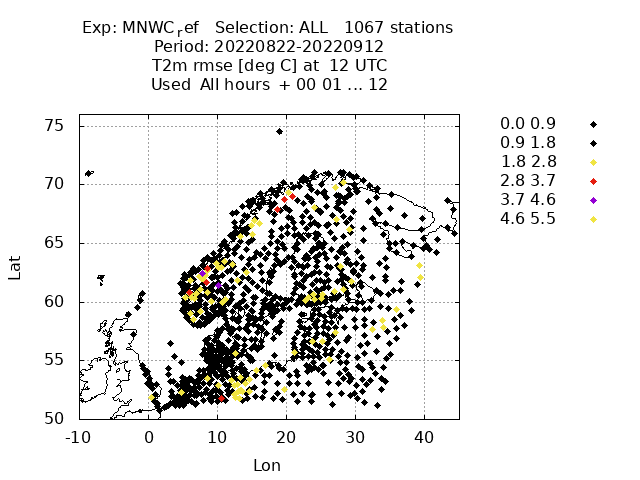 Exp: MNWC_ref   Selection: ALL   1067 stations
Period: 20220822-20220912
T2m rmse [deg C] at  12 UTC
Used  All hours  + 00 01 ... 12
0.0 0.9
0.9 1.8
1.8 2.8
2.8 3.7
3.7 4.6
4.6 5.5
75
70
65
60
55
50
Lat
-10 0 10 20 30 40
Lon